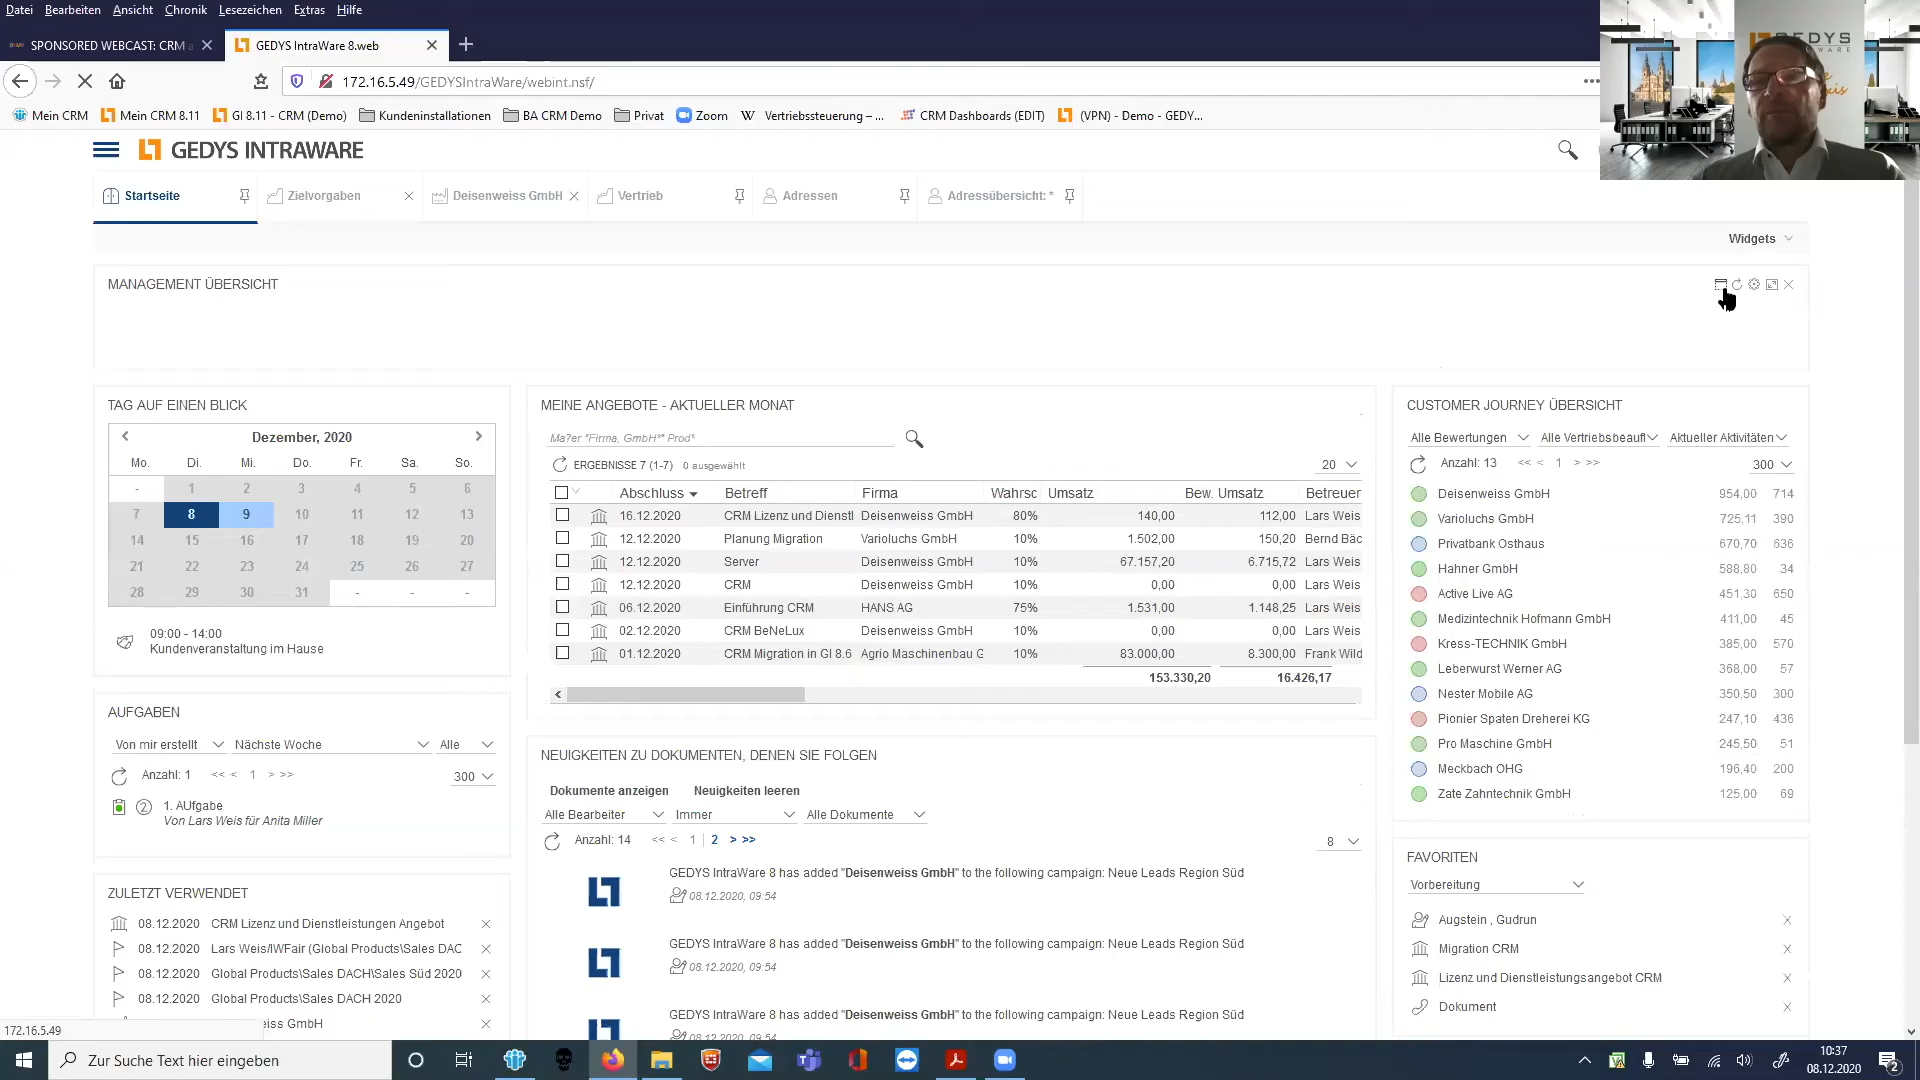 Datei Bearbeiten Ansicht Chronik Lesezeichen Extras Hilfe
SPONSORED WEBCAST: CRM
GEDYS IntraWare 8.web
172.16.5.49/GEDYSIntraWare/webint.nsf/
Mein CRM Mein CRM 8.11 GI 8.11 - CRM (Demo) Kundeninstallationen BA CRM Demo Privat Zoom W Vertriebssteuerung – ... CRM Dashboards (EDIT) (VPN) - Demo - GEDY...
GEDYS INTRAWARE
Startseite Zielvorgaben Deisenweiss GmbH Vertrieb Adressen Adressübersicht: *
Widgets
MANAGEMENT ÜBERSICHT
TAG AUF EINEN BLICK
Dezember, 2020
Mo. Di. Mi. Do. Fr. Sa. So.
- 1 2 3 4 5 6
7 8 9 10 11 12 13
14 15 16 17 18 19 20
21 22 23 24 25 26 27
28 29 30 31 - - -
09:00 - 14:00
Kundenveranstaltung im Hause
AUFGABEN
Von mir erstellt Nächste Woche Alle
Anzahl: 1 << < 1 > >> 300
2 1. AUfgabe
Von Lars Weis für Anita Miller
ZULETZT VERWENDET
08.12.2020 CRM Lizenz und Dienstleistungen Angebot
08.12.2020 Lars Weis/IWFair (Global Products\Sales DAC
08.12.2020 Global Products\Sales DACH\Sales Süd 2020
08.12.2020 Global Products\Sales DACH 2020
eiss GmbH
172.16.5.49
MEINE ANGEBOTE - AKTUELLER MONAT
Ma?er "Firma, GmbH*" Prod*
ERGEBNISSE 7 (1-7) 0 ausgewählt 20
Abschluss Betreff Firma Wahrsc Umsatz Bew. Umsatz Betreuer
16.12.2020 CRM Lizenz und Dienstl Deisenweiss GmbH 80% 140,00 112,00 Lars Weis
12.12.2020 Planung Migration Varioluchs GmbH 10% 1.502,00 150,20 Bernd Bäc
12.12.2020 Server Deisenweiss GmbH 10% 67.157,20 6.715,72 Lars Weis
12.12.2020 CRM Deisenweiss GmbH 10% 0,00 0,00 Lars Weis
06.12.2020 Einführung CRM HANS AG 75% 1.531,00 1.148,25 Lars Weis
02.12.2020 CRM BeNeLux Deisenweiss GmbH 10% 0,00 0,00 Lars Weis
01.12.2020 CRM Migration in GI 8.6 Agrio Maschinenbau G 10% 83.000,00 8.300,00 Frank Wild
153.330,20 16.426,17
NEUIGKEITEN ZU DOKUMENTEN, DENEN SIE FOLGEN
Dokumente anzeigen Neuigkeiten leeren
Alle Bearbeiter Immer Alle Dokumente
Anzahl: 14 << < 1 | 2 > >> 8
GEDYS IntraWare 8 has added "Deisenweiss GmbH" to the following campaign: Neue Leads Region Süd
08.12.2020, 09:54
GEDYS IntraWare 8 has added "Deisenweiss GmbH" to the following campaign: Neue Leads Region Süd
08.12.2020, 09:54
GEDYS IntraWare 8 has added "Deisenweiss GmbH" to the following campaign: Neue Leads Region Süd
08.12.2020, 09:54
CUSTOMER JOURNEY ÜBERSICHT
Alle Bewertungen Alle Vertriebsbeauft Aktueller Aktivitäten
Anzahl: 13 << < 1 > >> 300
Deisenweiss GmbH 954,00 714
Varioluchs GmbH 725,11 390
Privatbank Osthaus 670,70 636
Hahner GmbH 588,80 34
Active Live AG 451,30 650
Medizintechnik Hofmann GmbH 411,00 45
Kress-TECHNIK GmbH 385,00 570
Leberwurst Werner AG 368,00 57
Nester Mobile AG 350,50 300
Pionier Spaten Dreherei KG 247,10 436
Pro Maschine GmbH 245,50 51
Meckbach OHG 196,40 200
Zate Zahntechnik GmbH 125,00 69
FAVORITEN
Vorbereitung
Augstein , Gudrun
Migration CRM
Lizenz und Dienstleistungsangebot CRM
Dokument
Zur Suche Text hier eingeben
10:37
08.12.2020
2